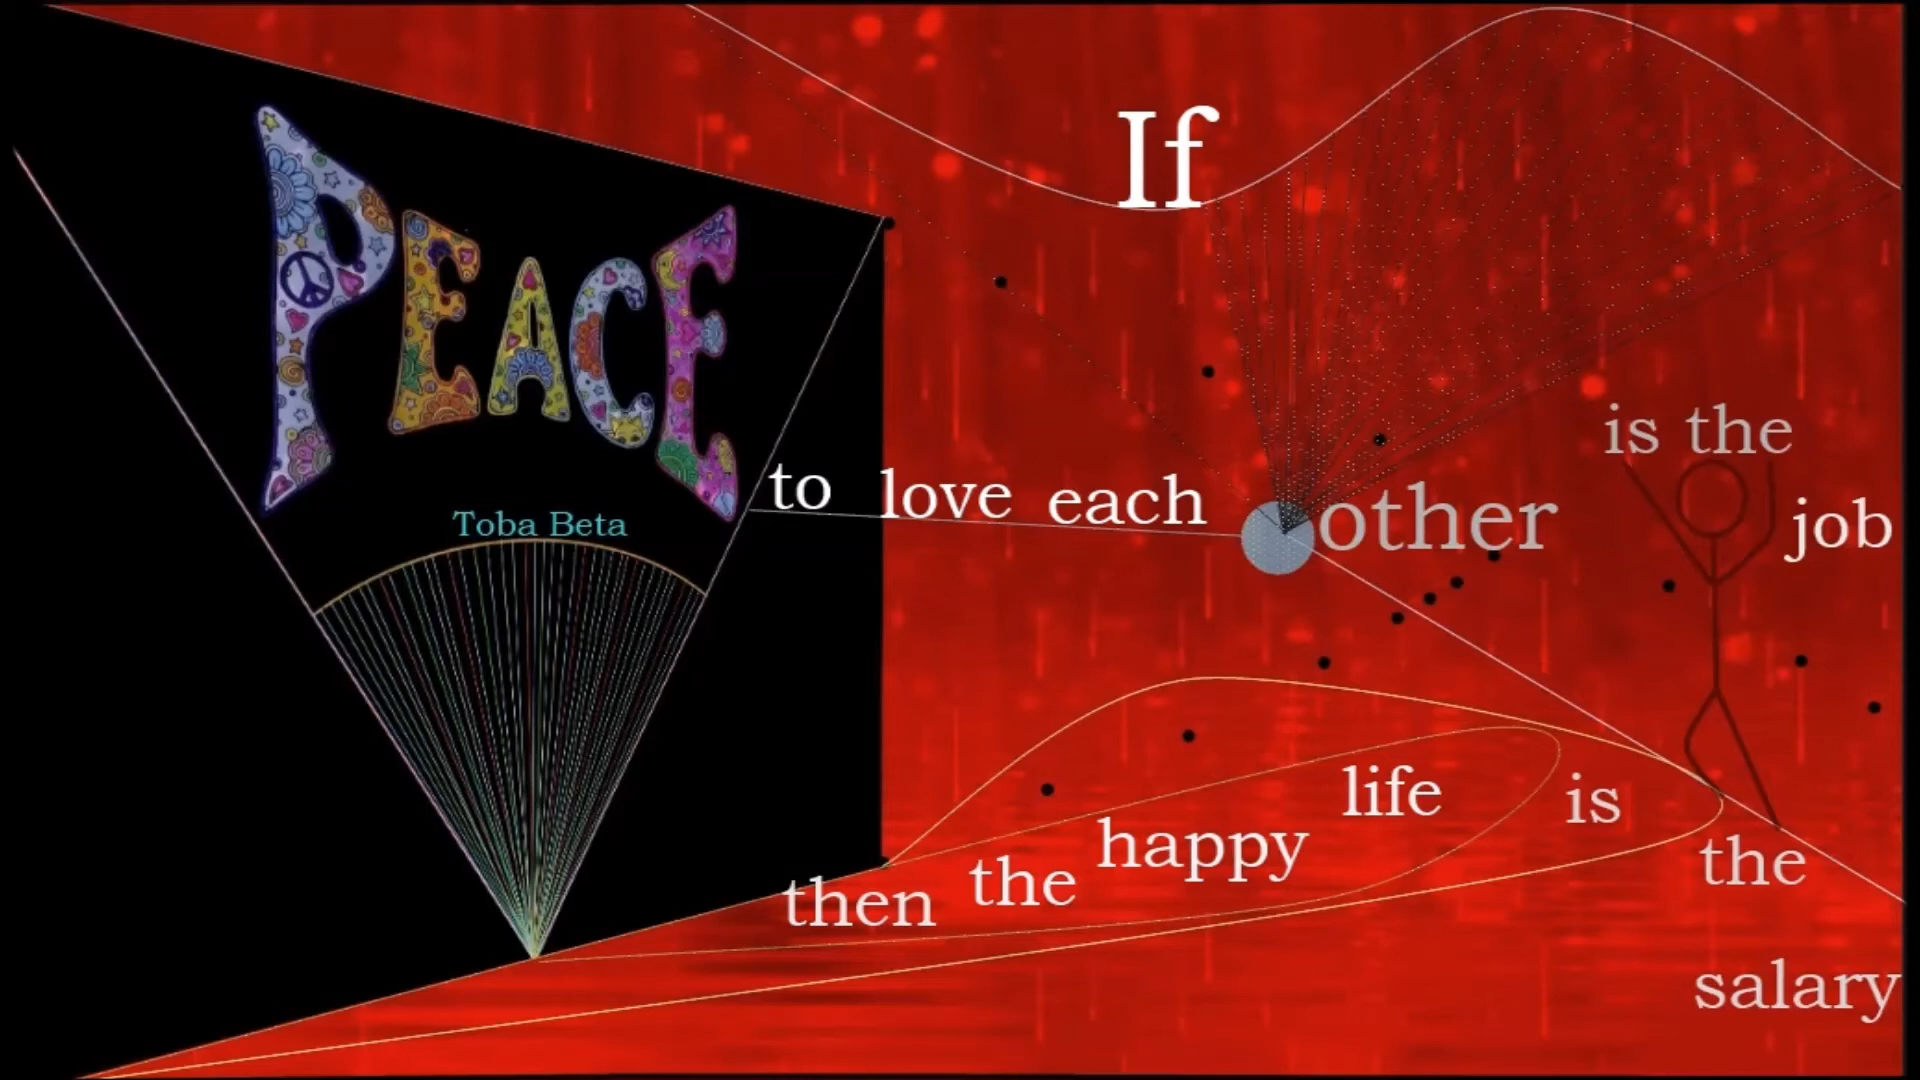 If
PEACE
Toba Beta
to love each other
is the
job
then the happy life is
the
salary